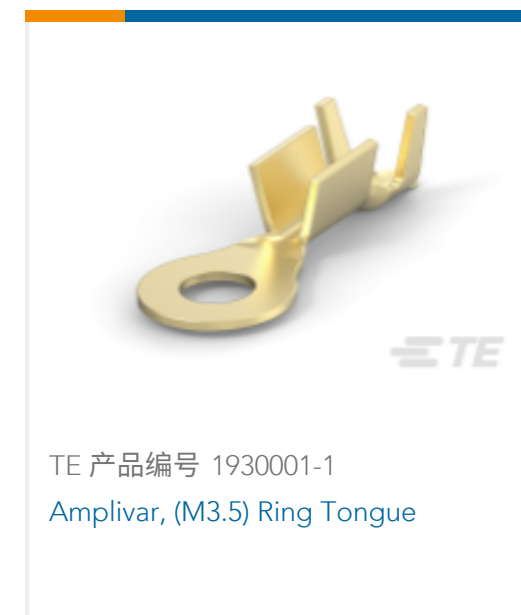 TE
TE 产品编号 1930001-1
Amplivar, (M3.5) Ring Tongue